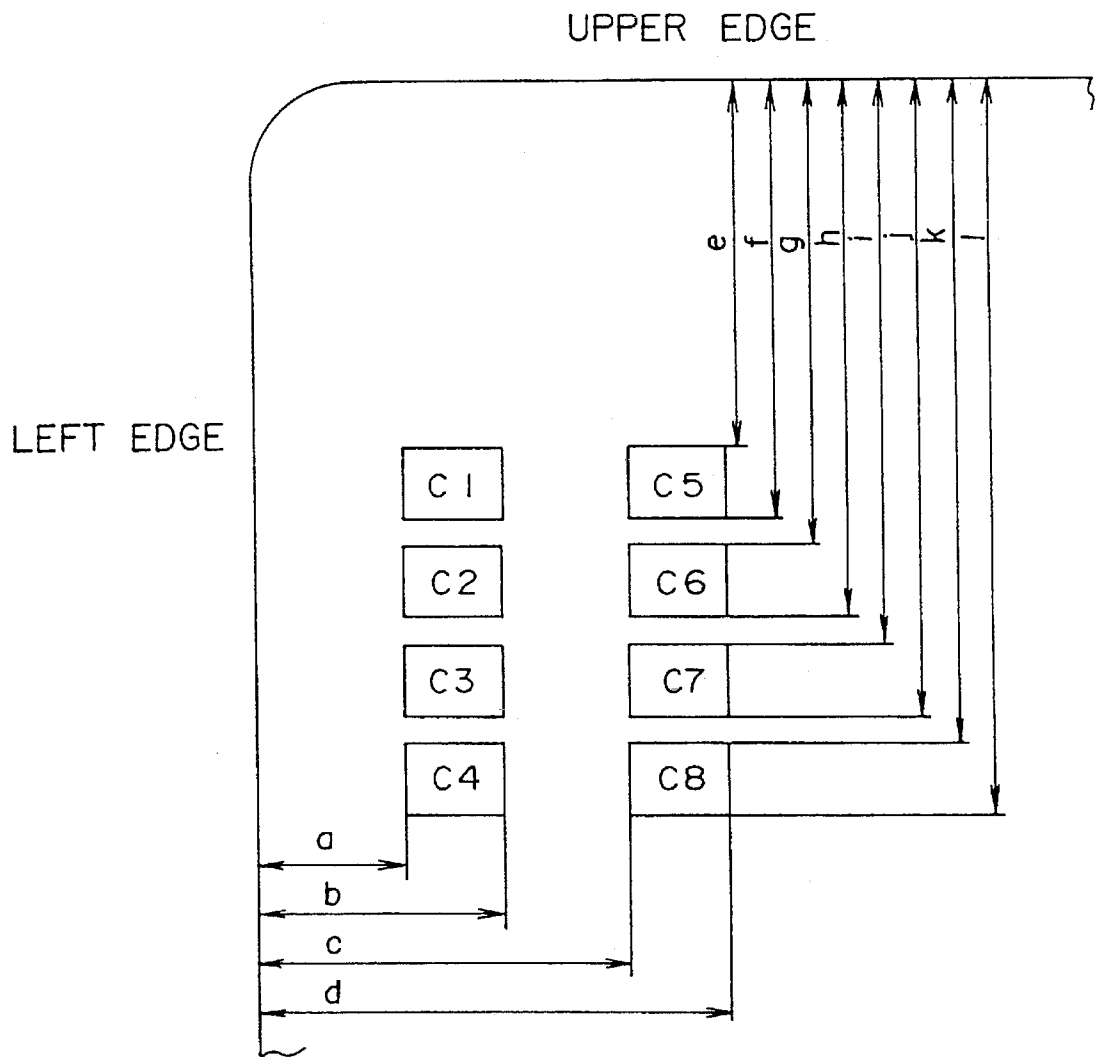 UPPER EDGE
e f g h i j k l
LEFT EDGE
C1 C5
C2 C6
C3 C7
C4 C8
a
b
c
d